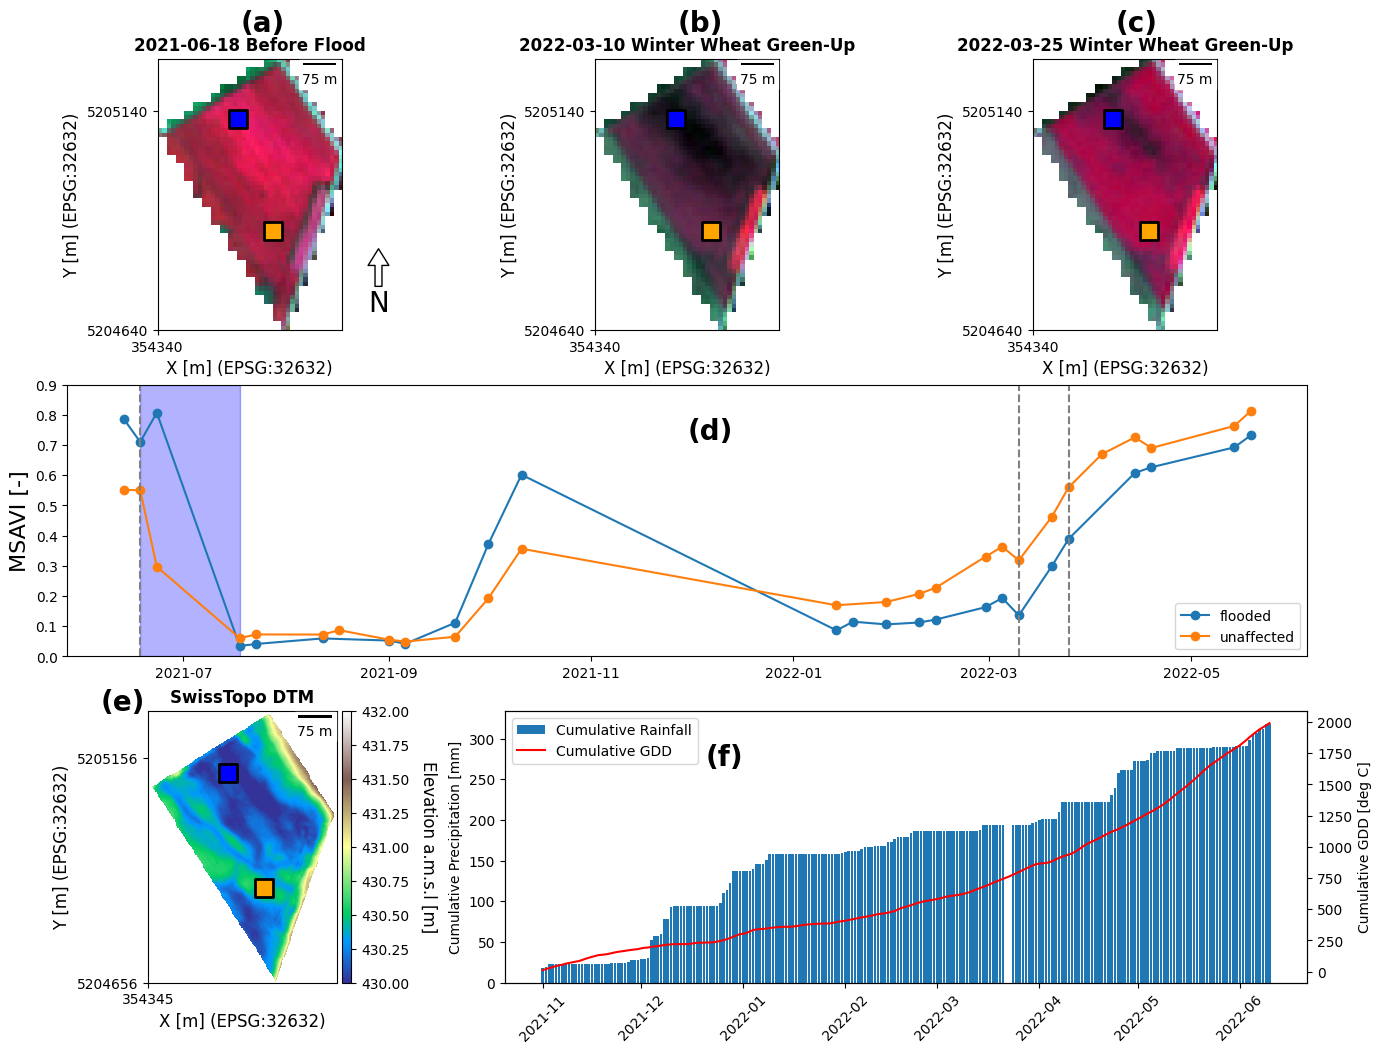 (a)
2021-06-18 Before Flood
75 m
5205140
5204640
354340
Y [m] (EPSG:32632)
X [m] (EPSG:32632)
N
(b)
2022-03-10 Winter Wheat Green-Up
75 m
5205140
5204640
354340
Y [m] (EPSG:32632)
X [m] (EPSG:32632)
(c)
2022-03-25 Winter Wheat Green-Up
75 m
5205140
5204640
354340
Y [m] (EPSG:32632)
X [m] (EPSG:32632)
(d)
MSAVI [-]
0.9
0.8
0.7
0.6
0.5
0.4
0.3
0.2
0.1
0.0
2021-07
2021-09
2021-11
2022-01
2022-03
2022-05
flooded
unaffected
(e)
SwissTopo DTM
75 m
5205156
5204656
354345
Y [m] (EPSG:32632)
X [m] (EPSG:32632)
432.00
431.75
431.50
431.25
431.00
430.75
430.50
430.25
430.00
Elevation a.m.s.l [m]
(f)
Cumulative Rainfall
Cumulative GDD
Cumulative Precipitation [mm]
300
250
200
150
100
50
0
2021-11
2021-12
2022-01
2022-02
2022-03
2022-04
2022-05
2022-06
2000
1750
1500
1250
1000
750
500
250
0
Cumulative GDD [deg C]